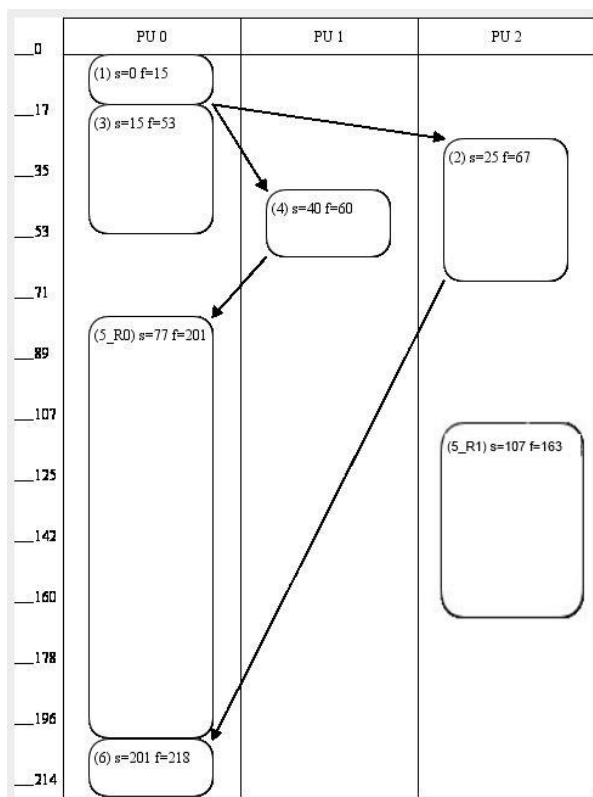 PU 0 PU 1 PU 2
0
(1) s=0 f=15
17
(3) s=15 f=53
(2) s=25 f=67
35
(4) s=40 f=60
53
71
(5_R0) s=77 f=201
89
107
(5_R1) s=107 f=163
125
142
160
178
196
(6) s=201 f=218
214